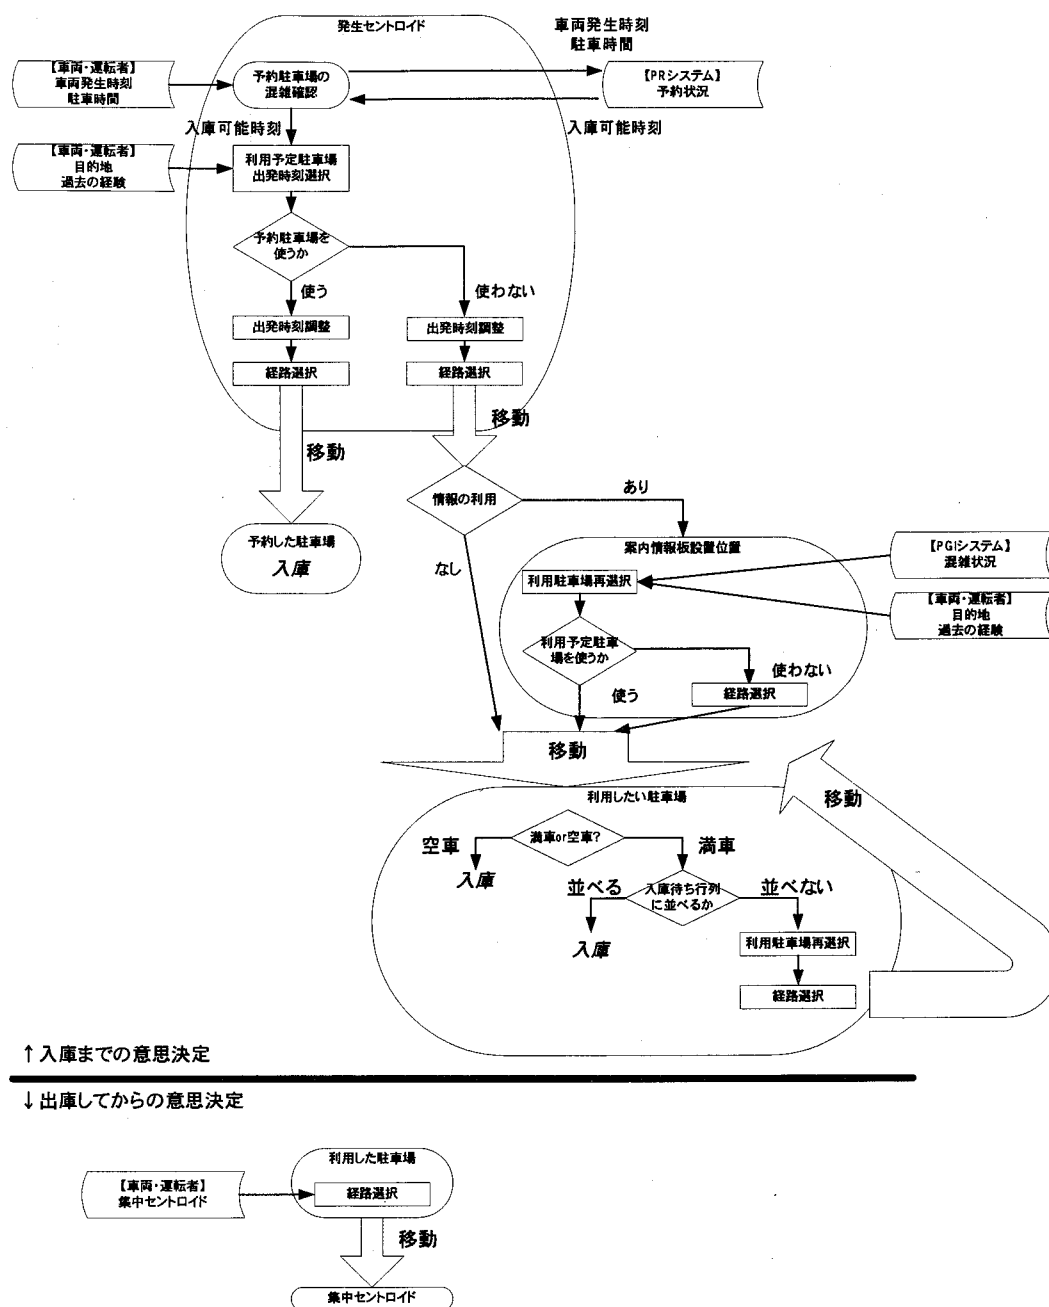 発生セントロイド
車両発生時刻
駐車時間
【車両・運転者】
車両発生時刻
駐車時間
予約駐車場の
混雑確認
【PRシステム】
予約状況
入庫可能時刻
入庫可能時刻
【車両・運転者】
目的地
過去の経験
利用予定駐車場
出発時刻選択
予約駐車場を
使うか
使う
使わない
出発時刻調整
出発時刻調整
経路選択
経路選択
移動
移動
情報の利用
あり
なし
予約した駐車場
入庫
案内情報板設置位置
【PGIシステム】
混雑状況
利用駐車場再選択
【車両・運転者】
目的地
過去の経験
利用予定駐車
場を使うか
使わない
使う
経路選択
移動
移動
利用したい駐車場
満車or空車?
空車
満車
入庫
並べる
入庫待ち行列
に並べるか
並べない
入庫
利用駐車場再選択
経路選択
↑入庫までの意思決定
↓出庫してからの意思決定
利用した駐車場
【車両・運転者】
集中セントロイド
経路選択
移動
集中セントロイド